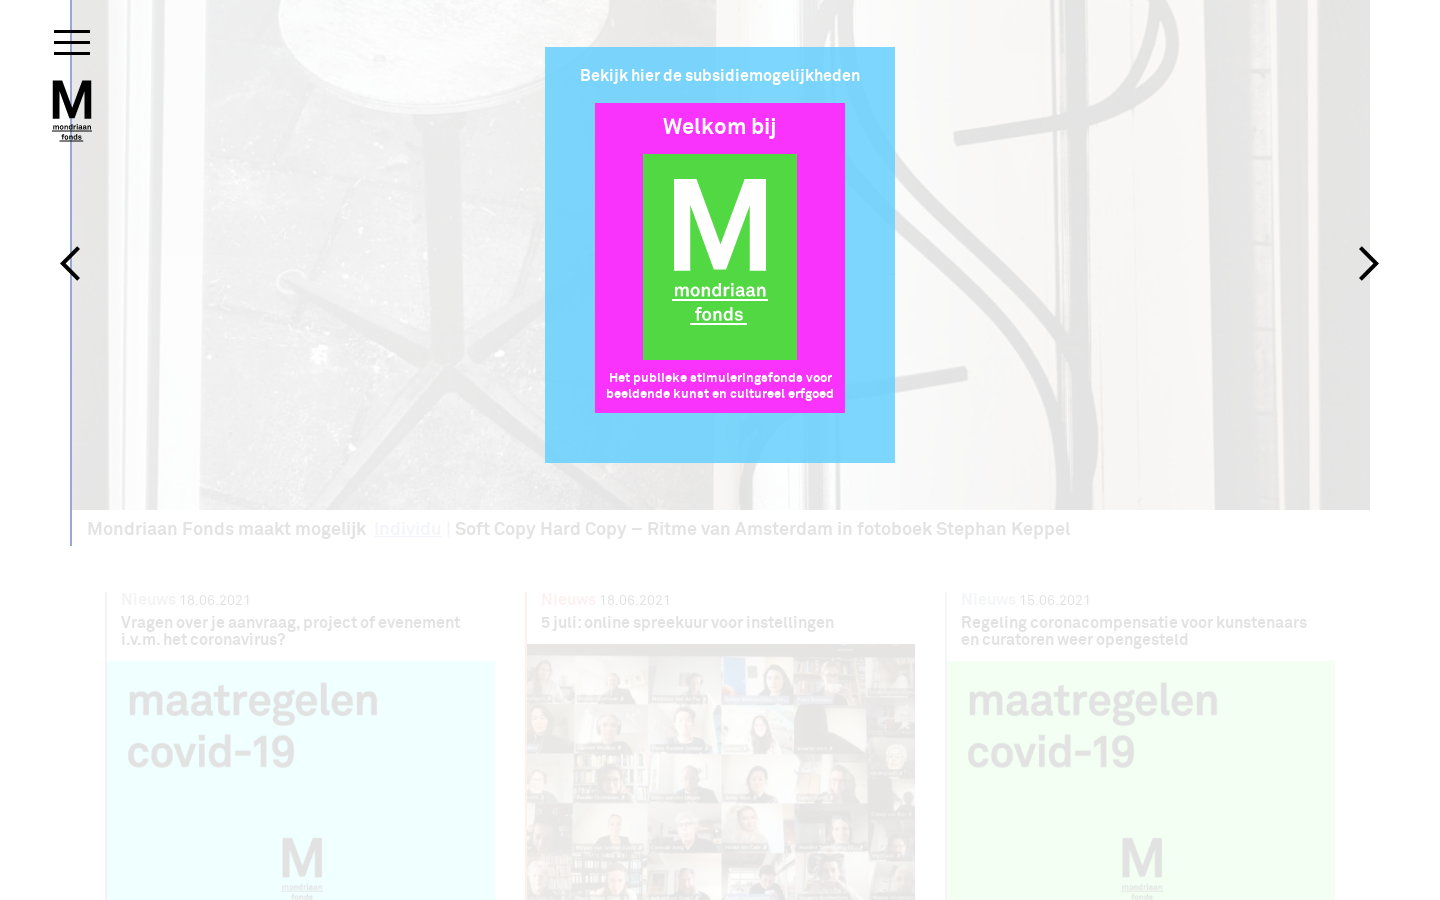 M
mondriaan
fonds
Bekijk hier de subsidiemogelijkheden
Welkom bij
M
mondriaan
fonds
Het publieke stimuleringsfonds voor
beeldende kunst en cultureel erfgoed
Mondriaan Fonds maakt mogelijk Individu | Soft Copy Hard Copy – Ritme van Amsterdam in fotoboek Stephan Keppel
Nieuws 18.06.2021
Vragen over je aanvraag, project of evenement
i.v.m. het coronavirus?
maatregelen
covid-19
M
mondriaan
fonds
Nieuws 18.06.2021
5 juli: online spreekuur voor instellingen
Nieuws 15.06.2021
Regeling coronacompensatie voor kunstenaars
en curatoren weer opengesteld
maatregelen
covid-19
M
mondriaan
fonds